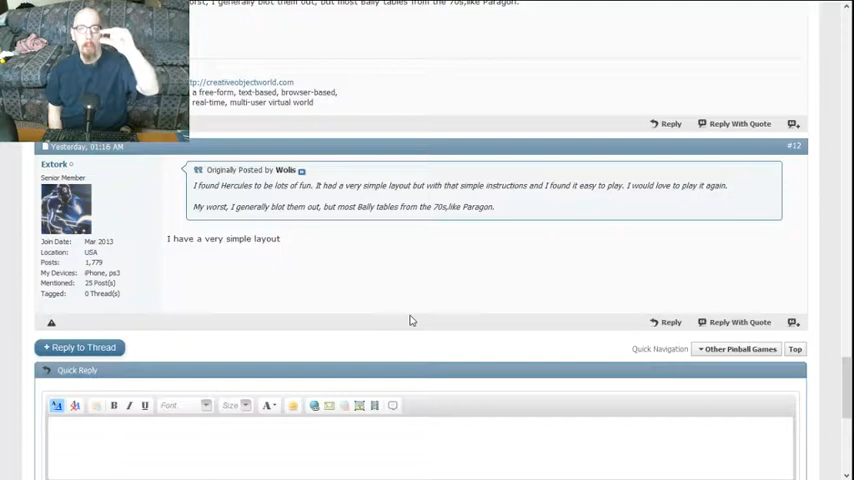 rst, I generally blot them out, but most Bally tables from the 70s,like Paragon.
tp://creativeobjectworld.com
a free-form, text-based, browser-based,
real-time, multi-user virtual world
Reply Reply With Quote
Yesterday, 01:16 AM #12
Extork
Senior Member
Join Date: Mar 2013
Location: USA
Posts: 1,779
My Devices: iPhone, ps3
Mentioned: 25 Post(s)
Tagged: 0 Thread(s)
Originally Posted by Wolis
I found Hercules to be lots of fun. It had a very simple layout but with that simple instructions and I found it easy to play. I would love to play it again.
My worst, I generally blot them out, but most Bally tables from the 70s,like Paragon.
I have a very simple layout
Reply Reply With Quote
+ Reply to Thread
Quick Navigation Other Pinball Games Top
Quick Reply
B I U Font Size A